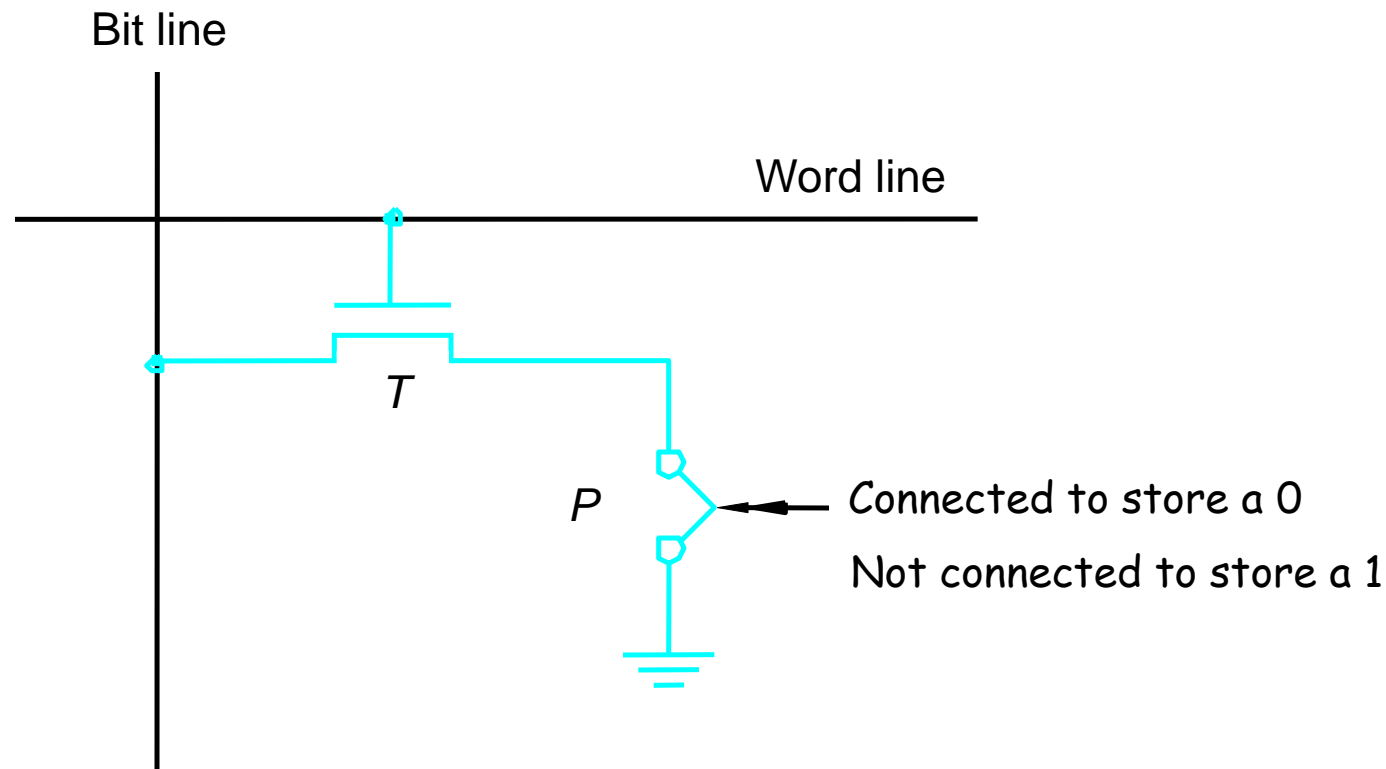 Bit line
Word line
T
P
Connected to store a 0
Not connected to store a 1